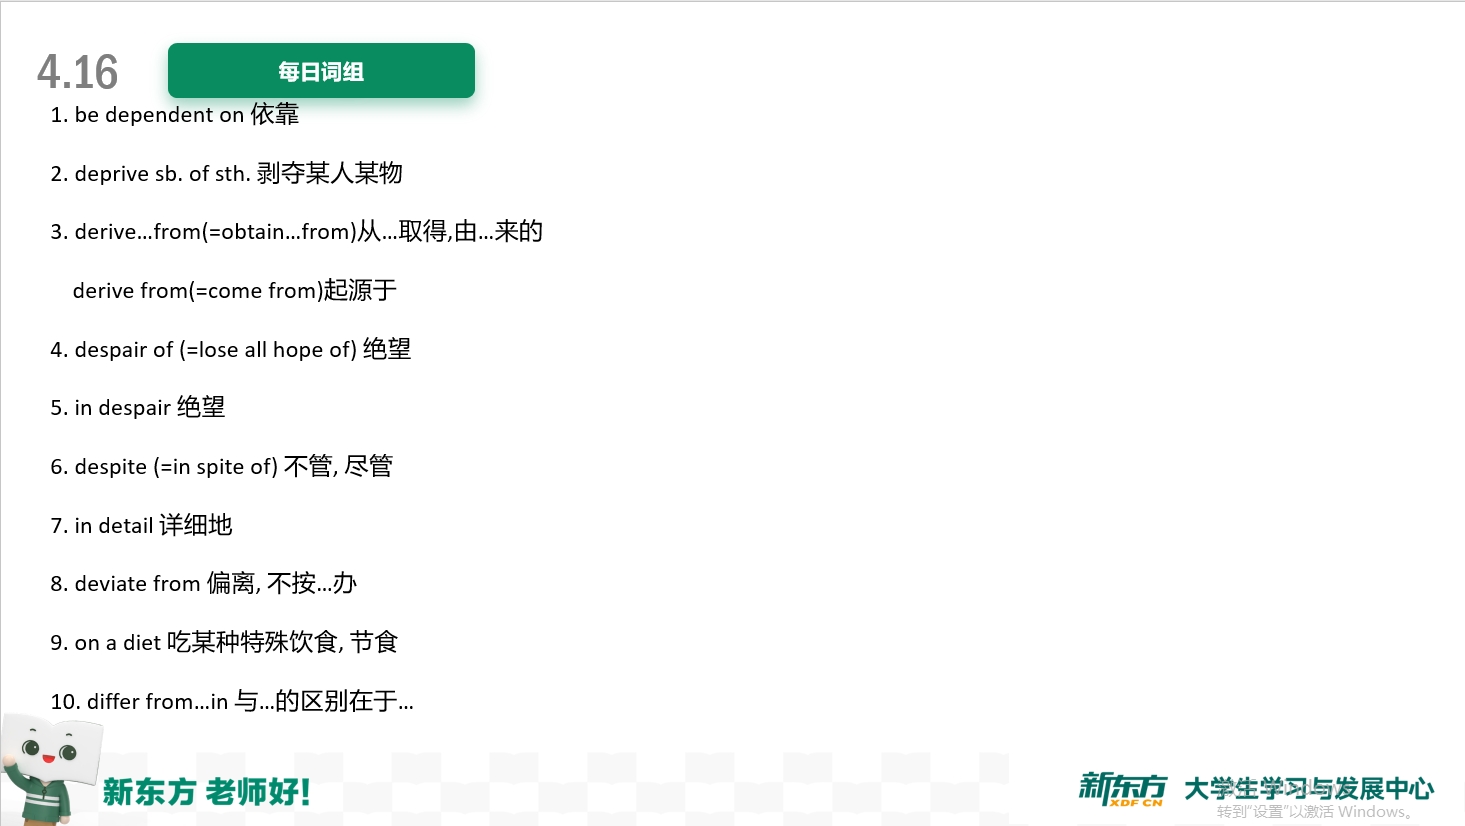 4.16
每日词组
1. be dependent on 依靠
2. deprive sb. of sth. 剥夺某人某物
3. derive…from(=obtain…from)从…取得,由…来的
derive from(=come from)起源于
4. despair of (=lose all hope of) 绝望
5. in despair 绝望
6. despite (=in spite of) 不管, 尽管
7. in detail 详细地
8. deviate from 偏离, 不按…办
9. on a diet 吃某种特殊饮食, 节食
10. differ from…in 与…的区别在于…
新东方 老师好!
新东方 XDF.CN 大学生学习与发展中心
激活 Windows
转到“设置”以激活 Windows。